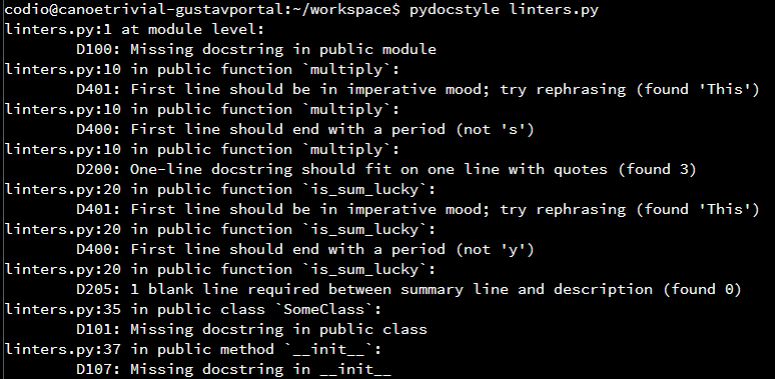 codio@canoetrivial-gustavportal:~/workspace$ pydocstyle linters.py
linters.py:1 at module level:
        D100: Missing docstring in public module
linters.py:10 in public function `multiply`:
        D401: First line should be in imperative mood; try rephrasing (found 'This')
linters.py:10 in public function `multiply`:
        D400: First line should end with a period (not 's')
linters.py:10 in public function `multiply`:
        D200: One-line docstring should fit on one line with quotes (found 3)
linters.py:20 in public function `is_sum_lucky`:
        D401: First line should be in imperative mood; try rephrasing (found 'This')
linters.py:20 in public function `is_sum_lucky`:
        D400: First line should end with a period (not 'y')
linters.py:20 in public function `is_sum_lucky`:
        D205: 1 blank line required between summary line and description (found 0)
linters.py:35 in public class `SomeClass`:
        D101: Missing docstring in public class
linters.py:37 in public method `__init__`:
        D107: Missing docstring in __init__